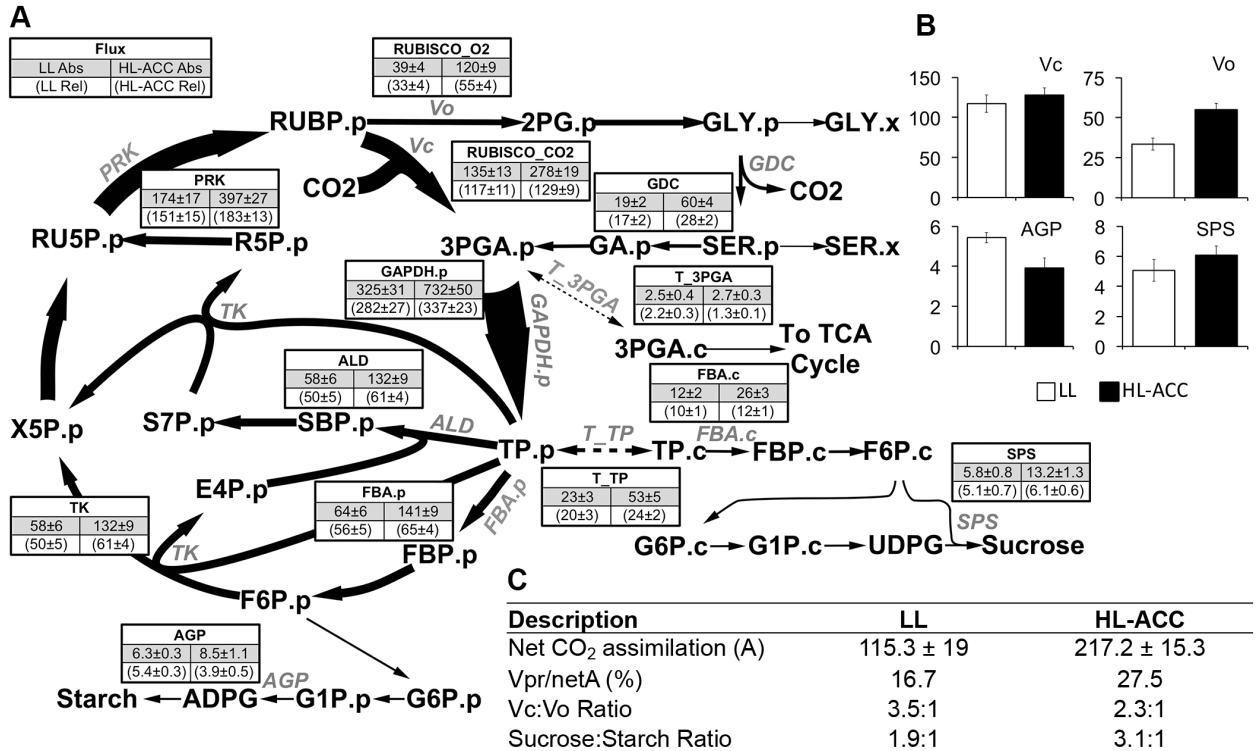 A
B
Flux
LL Abs HL-ACC Abs
(LL Rel) (HL-ACC Rel)
RUBISCO_O2
39±4 120±9
(33±4) (55±4)
RUBP.p
Vo
2PG.p
GLY.p
GLY.x
PRK
Vc
CO2
RUBISCO_CO2
135±13 278±19
(117±11) (129±9)
GDC
CO2
PRK
174±17 397±27
(151±15) (183±13)
GDC
19±2 60±4
(17±2) (28±2)
RU5P.p
R5P.p
3PGA.p
GA.p
SER.p
SER.x
GAPDH.p
325±31 732±50
(282±27) (337±23)
T_3PGA
T_3PGA
2.5±0.4 2.7±0.3
(2.2±0.3) (1.3±0.1)
GAPDH.p
TK
3PGA.c
To TCA
Cycle
ALD
58±6 132±9
(50±5) (61±4)
FBA.c
12±2 26±3
(10±1) (12±1)
X5P.p
S7P.p
SBP.p
ALD
TP.p
T_TP
TP.c
FBA.c
FBP.c
F6P.c
SPS
5.8±0.8 13.2±1.3
(5.1±0.7) (6.1±0.6)
E4P.p
FBA.p
64±6 141±9
(56±5) (65±4)
FBA.p
T_TP
23±3 53±5
(20±3) (24±2)
TK
58±6 132±9
(50±5) (61±4)
TK
FBP.p
G6P.c
G1P.c
UDPG
SPS
Sucrose
F6P.p
AGP
6.3±0.3 8.5±1.1
(5.4±0.3) (3.9±0.5)
Starch
ADPG
AGP
G1P.p
G6P.p
Vc
150
100
50
0
Vo
75
50
25
0
AGP
6
4
2
0
SPS
8
6
4
2
0
LL HL-ACC
C
Description LL HL-ACC
Net CO₂ assimilation (A) 115.3 ± 19 217.2 ± 15.3
Vpr/netA (%) 16.7 27.5
Vc:Vo Ratio 3.5:1 2.3:1
Sucrose:Starch Ratio 1.9:1 3.1:1